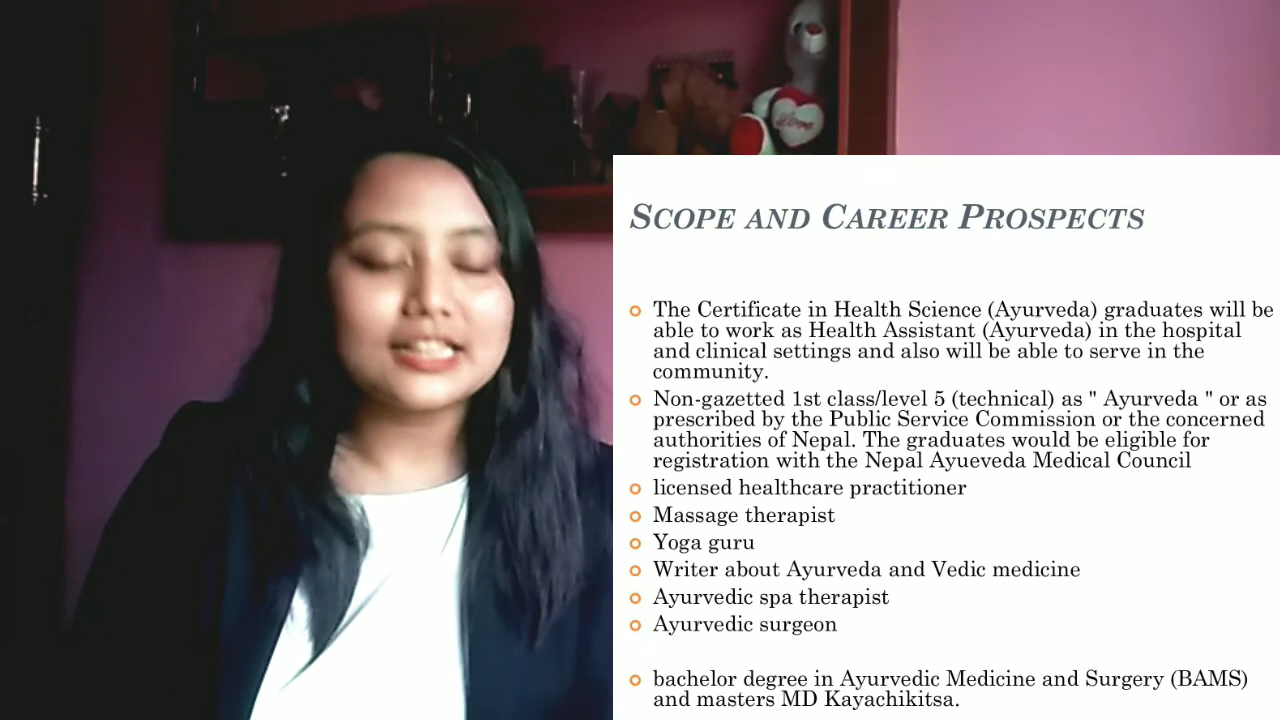 Love
SCOPE AND CAREER PROSPECTS
The Certificate in Health Science (Ayurveda) graduates will be
able to work as Health Assistant (Ayurveda) in the hospital
and clinical settings and also will be able to serve in the
community.
Non-gazetted 1st class/level 5 (technical) as " Ayurveda " or as
prescribed by the Public Service Commission or the concerned
authorities of Nepal. The graduates would be eligible for
registration with the Nepal Ayueveda Medical Council
licensed healthcare practitioner
Massage therapist
Yoga guru
Writer about Ayurveda and Vedic medicine
Ayurvedic spa therapist
Ayurvedic surgeon
bachelor degree in Ayurvedic Medicine and Surgery (BAMS)
and masters MD Kayachikitsa.